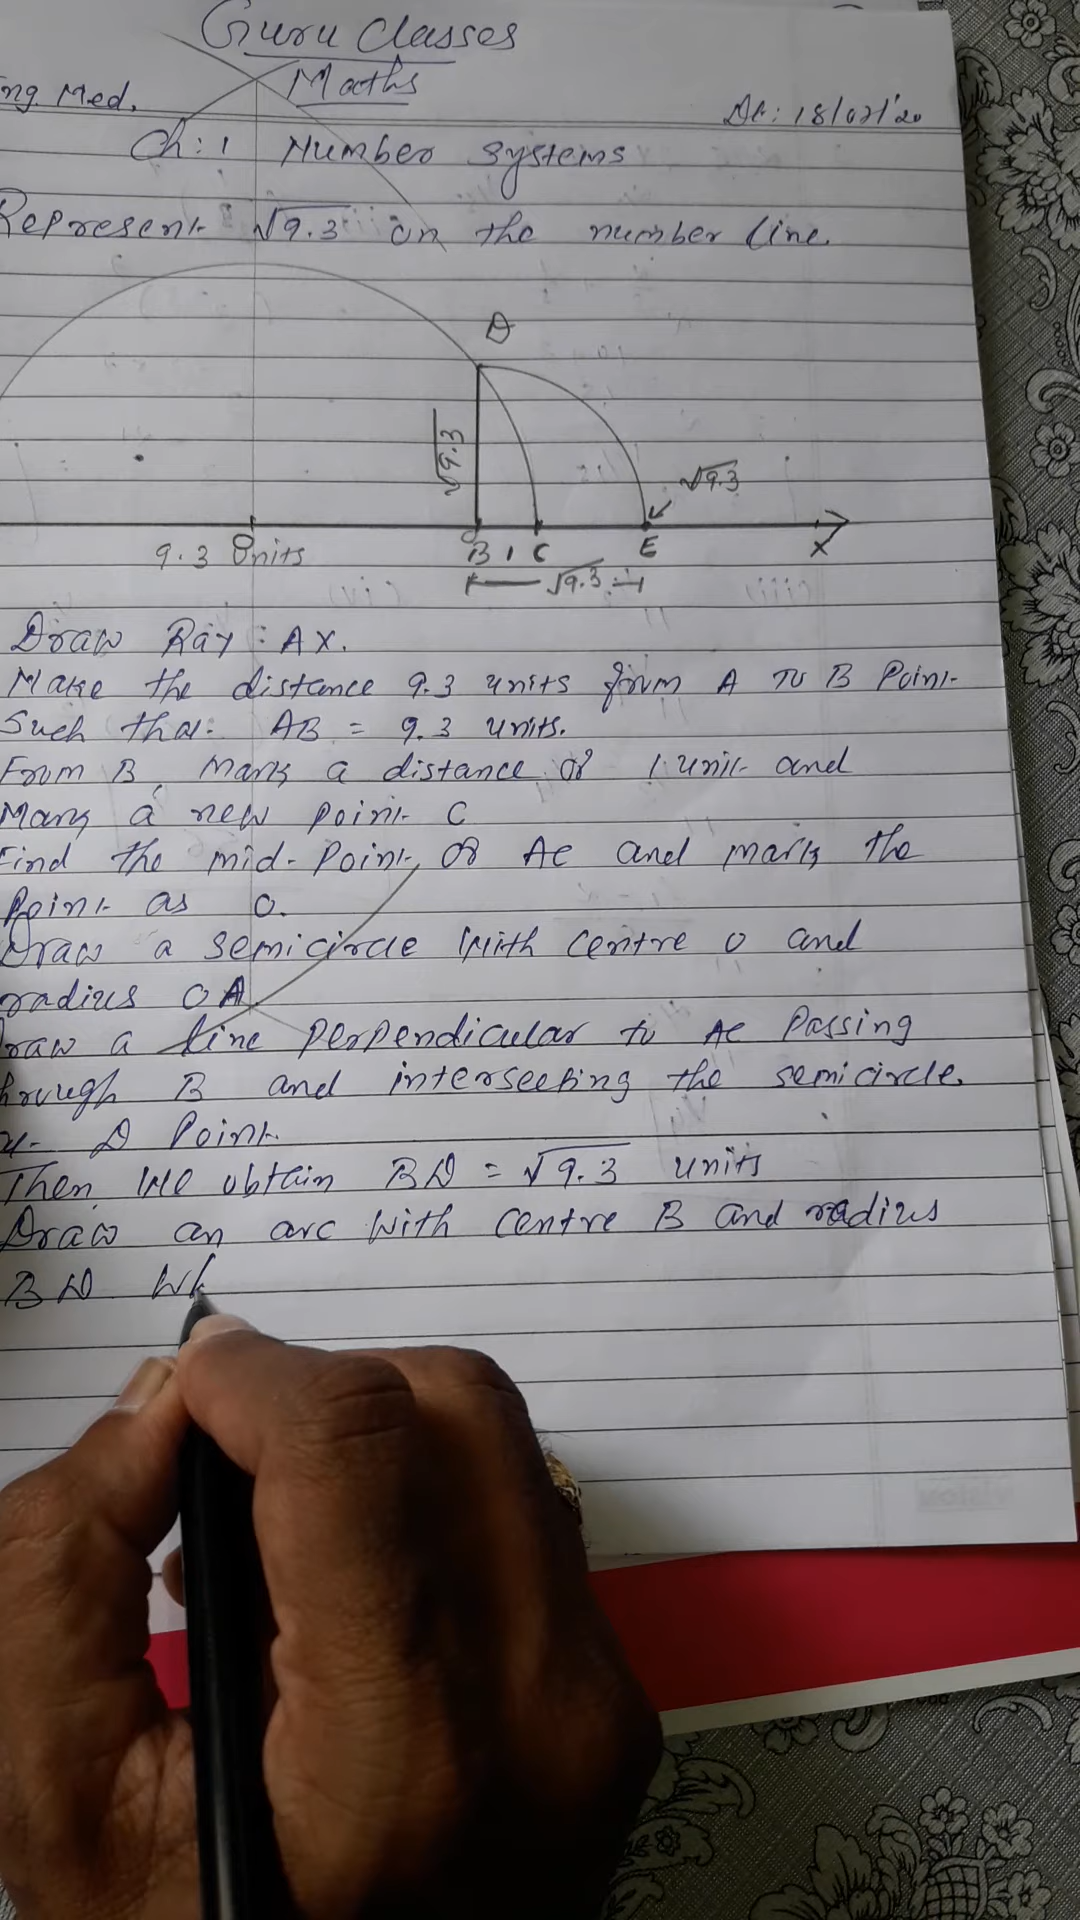 Guru Classes
Maths
ng. Med.
Dt: 18/07/'20
Ch: 1 Number Systems
Represent √9.3 on the number line.
D
√9.3
√9.3
9.3 Units
O
B 1 C
E
X
√9.3
Draw Ray: AX.
Make the distance 9.3 units from A to B Point
Such that AB = 9.3 units.
From B, Mark a distance of 1 unit and
Mark a new point C
Find the mid-Point of AC and mark the
Point as O.
Draw a semicircle with centre O and
radius OA
raw a line perpendicular to AC Passing
hrough B and intersecting the semicircle.
at D Point.
Then we obtain BD = √9.3 units
Draw an arc with centre B and radius
BD Wh